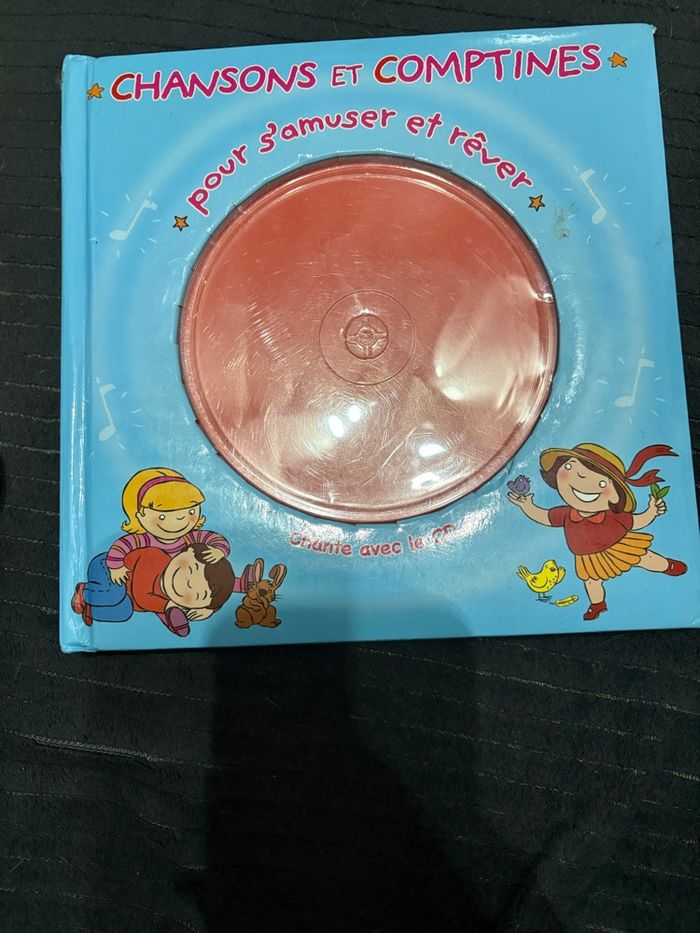 CHANSONS ET COMPTINES
pour s'amuser et rêver
Chante avec le